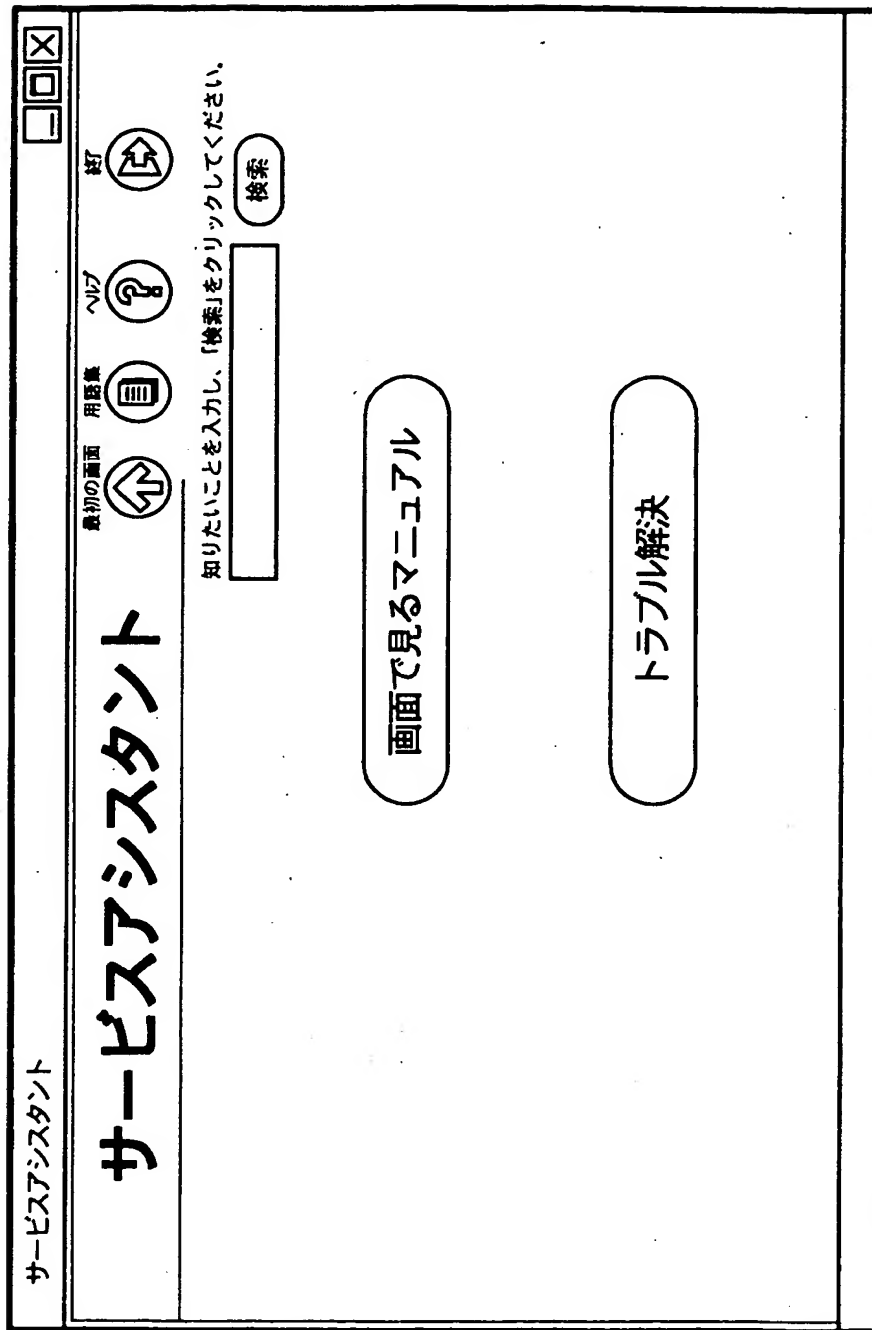 サービスアシスタント
サービスアシスタント
最初の画面 用語集 ヘルプ 終了
知りたいことを入力し、「検索」をクリックしてください。
検索
画面で見るマニュアル
トラブル解決